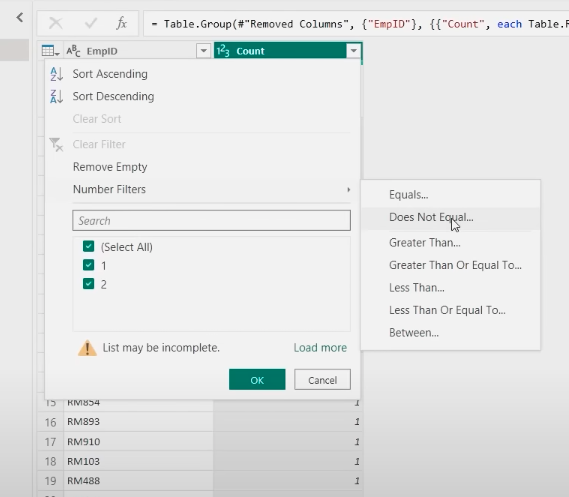 fx = Table.Group(#"Removed Columns", {"EmpID"}, {{"Count", each Table.R
ABC EmpID 123 Count
Sort Ascending
Sort Descending
Clear Sort
Clear Filter
Remove Empty
Number Filters
Equals...
Does Not Equal...
Greater Than...
Greater Than Or Equal To...
Less Than...
Less Than Or Equal To...
Between...
Search
(Select All)
1
2
List may be incomplete. Load more
OK Cancel
15 RM854 1
16 RM893 1
17 RM910 1
18 RM103 1
19 RM488 1